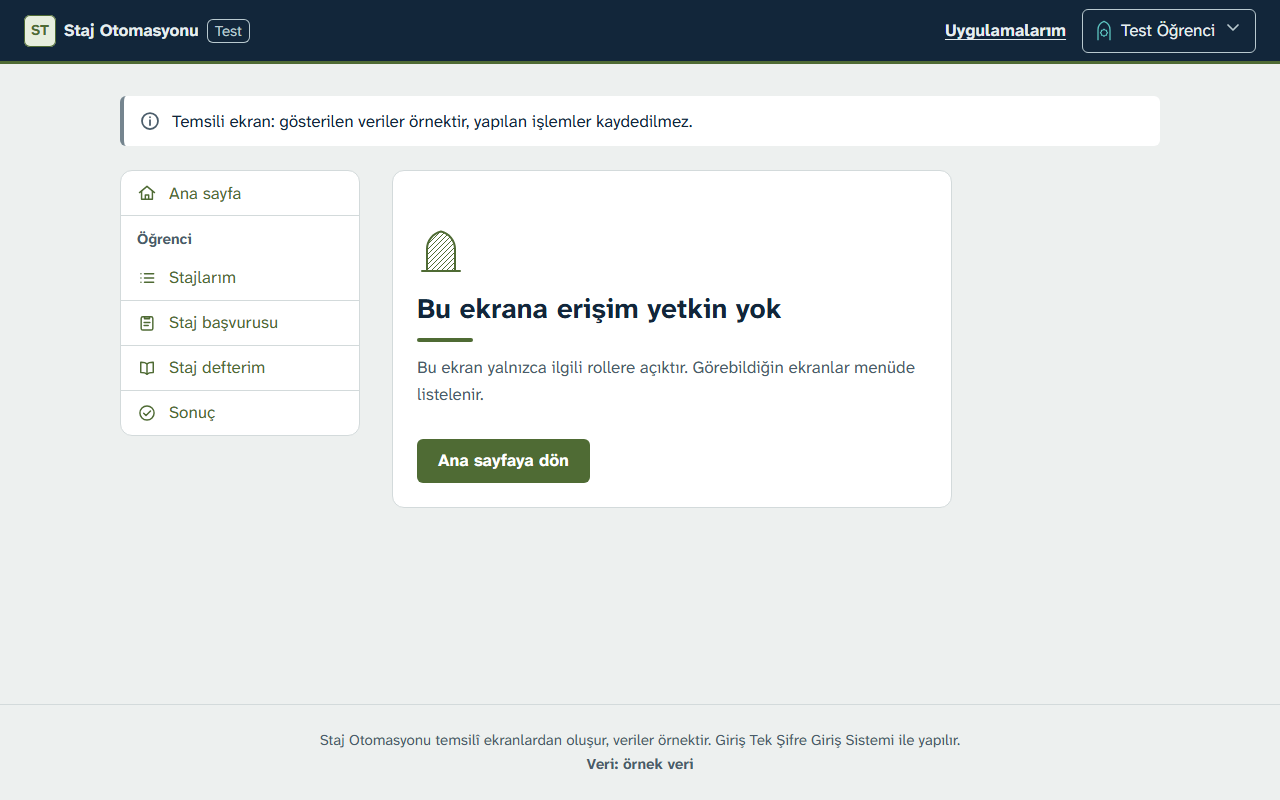 ST Staj Otomasyonu Test
Uygulamalarım
Test Öğrenci
Temsili ekran: gösterilen veriler örnektir, yapılan işlemler kaydedilmez.
Ana sayfa
Öğrenci
Stajlarım
Staj başvurusu
Staj defterim
Sonuç
Bu ekrana erişim yetkin yok
Bu ekran yalnızca ilgili rollere açıktır. Görebildiğin ekranlar menüde
listelenir.
Ana sayfaya dön
Staj Otomasyonu temsilî ekranlardan oluşur, veriler örnektir. Giriş Tek Şifre Giriş Sistemi ile yapılır.
Veri: örnek veri